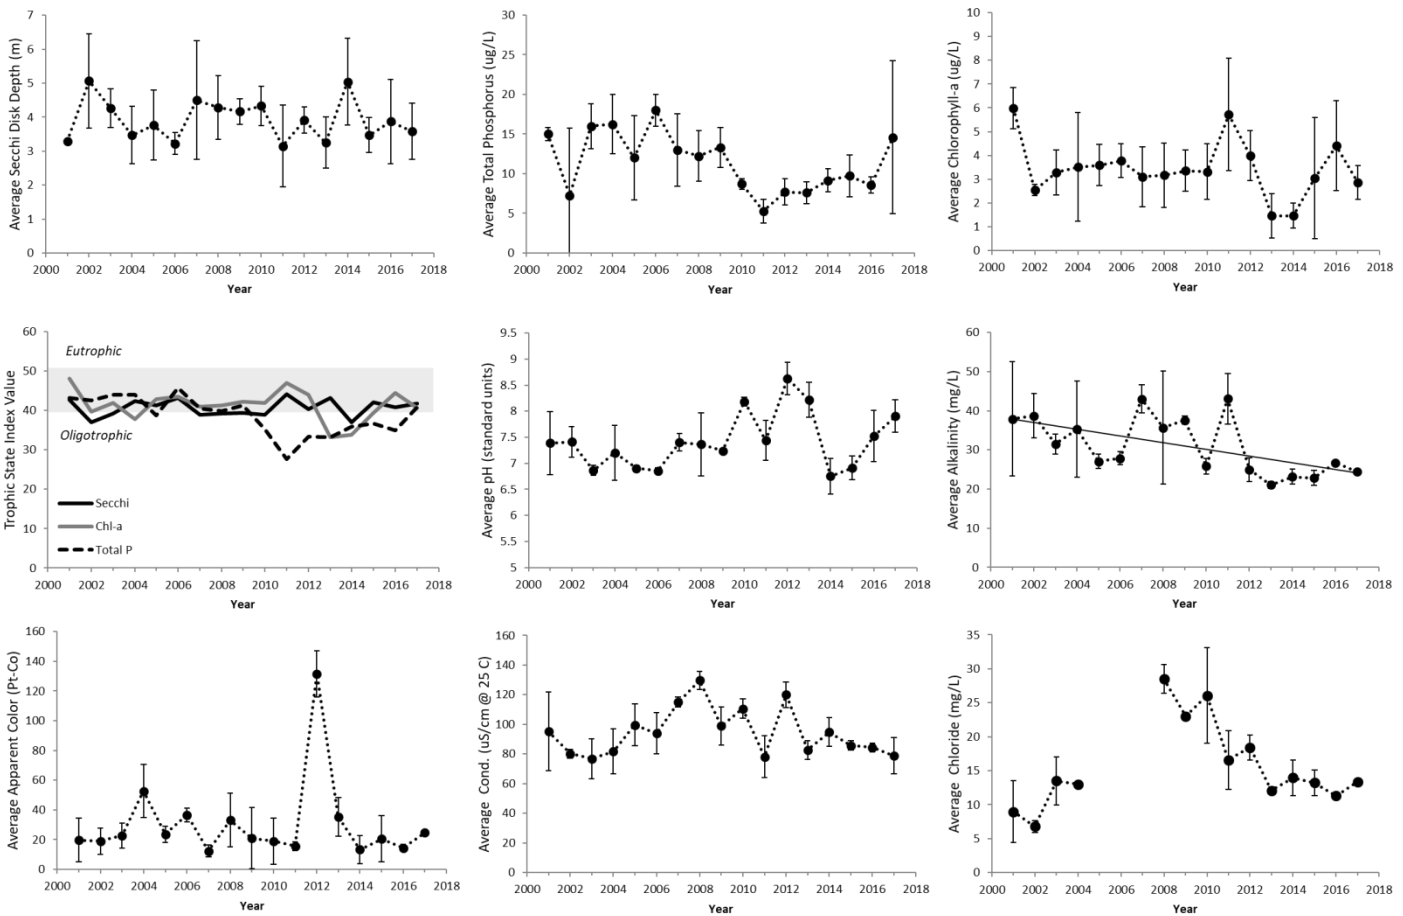 Average Secchi Disk Depth (m)
7
6
5
4
3
2
1
0
2000 2002 2004 2006 2008 2010 2012 2014 2016 2018
Year
Average Total Phosphorus (ug/L)
30
25
20
15
10
5
0
2000 2002 2004 2006 2008 2010 2012 2014 2016 2018
Year
Average Chlorophyll-a (ug/L)
10
9
8
7
6
5
4
3
2
1
0
2000 2002 2004 2006 2008 2010 2012 2014 2016 2018
Year
Trophic State Index Value
60
50
40
30
20
10
0
Eutrophic
Oligotrophic
Secchi
Chl-a
Total P
2000 2002 2004 2006 2008 2010 2012 2014 2016 2018
Year
Average pH (standard units)
9.5
9
8.5
8
7.5
7
6.5
6
5.5
5
2000 2002 2004 2006 2008 2010 2012 2014 2016 2018
Year
Average Alkalinity (mg/L)
60
50
40
30
20
10
0
2000 2002 2004 2006 2008 2010 2012 2014 2016 2018
Year
Average Apparent Color (Pt-Co)
160
140
120
100
80
60
40
20
0
2000 2002 2004 2006 2008 2010 2012 2014 2016 2018
Year
Average Cond. (uS/cm @ 25 C)
160
140
120
100
80
60
40
20
0
2000 2002 2004 2006 2008 2010 2012 2014 2016 2018
Year
Average Chloride (mg/L)
35
30
25
20
15
10
5
0
2000 2002 2004 2006 2008 2010 2012 2014 2016 2018
Year